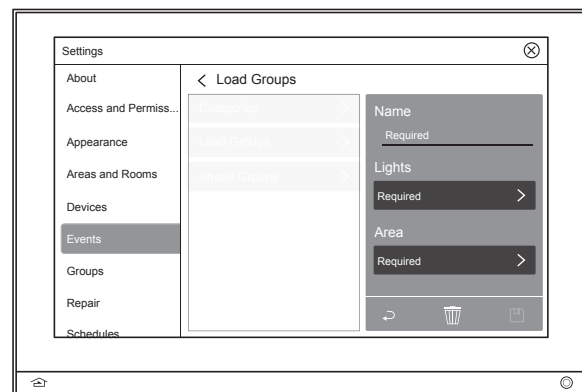 Settings
About
Access and Permiss...
Appearance
Areas and Rooms
Devices
Events
Groups
Repair
Schedules
Load Groups
Categories
Load Groups
Shade Groups
Name
Required
Lights
Required
Area
Required